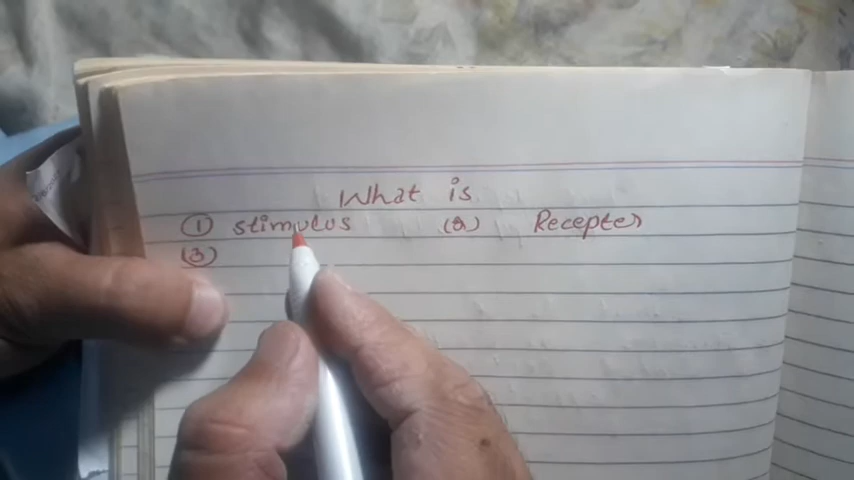 What is
① stimulus (2) Recepter
(3)